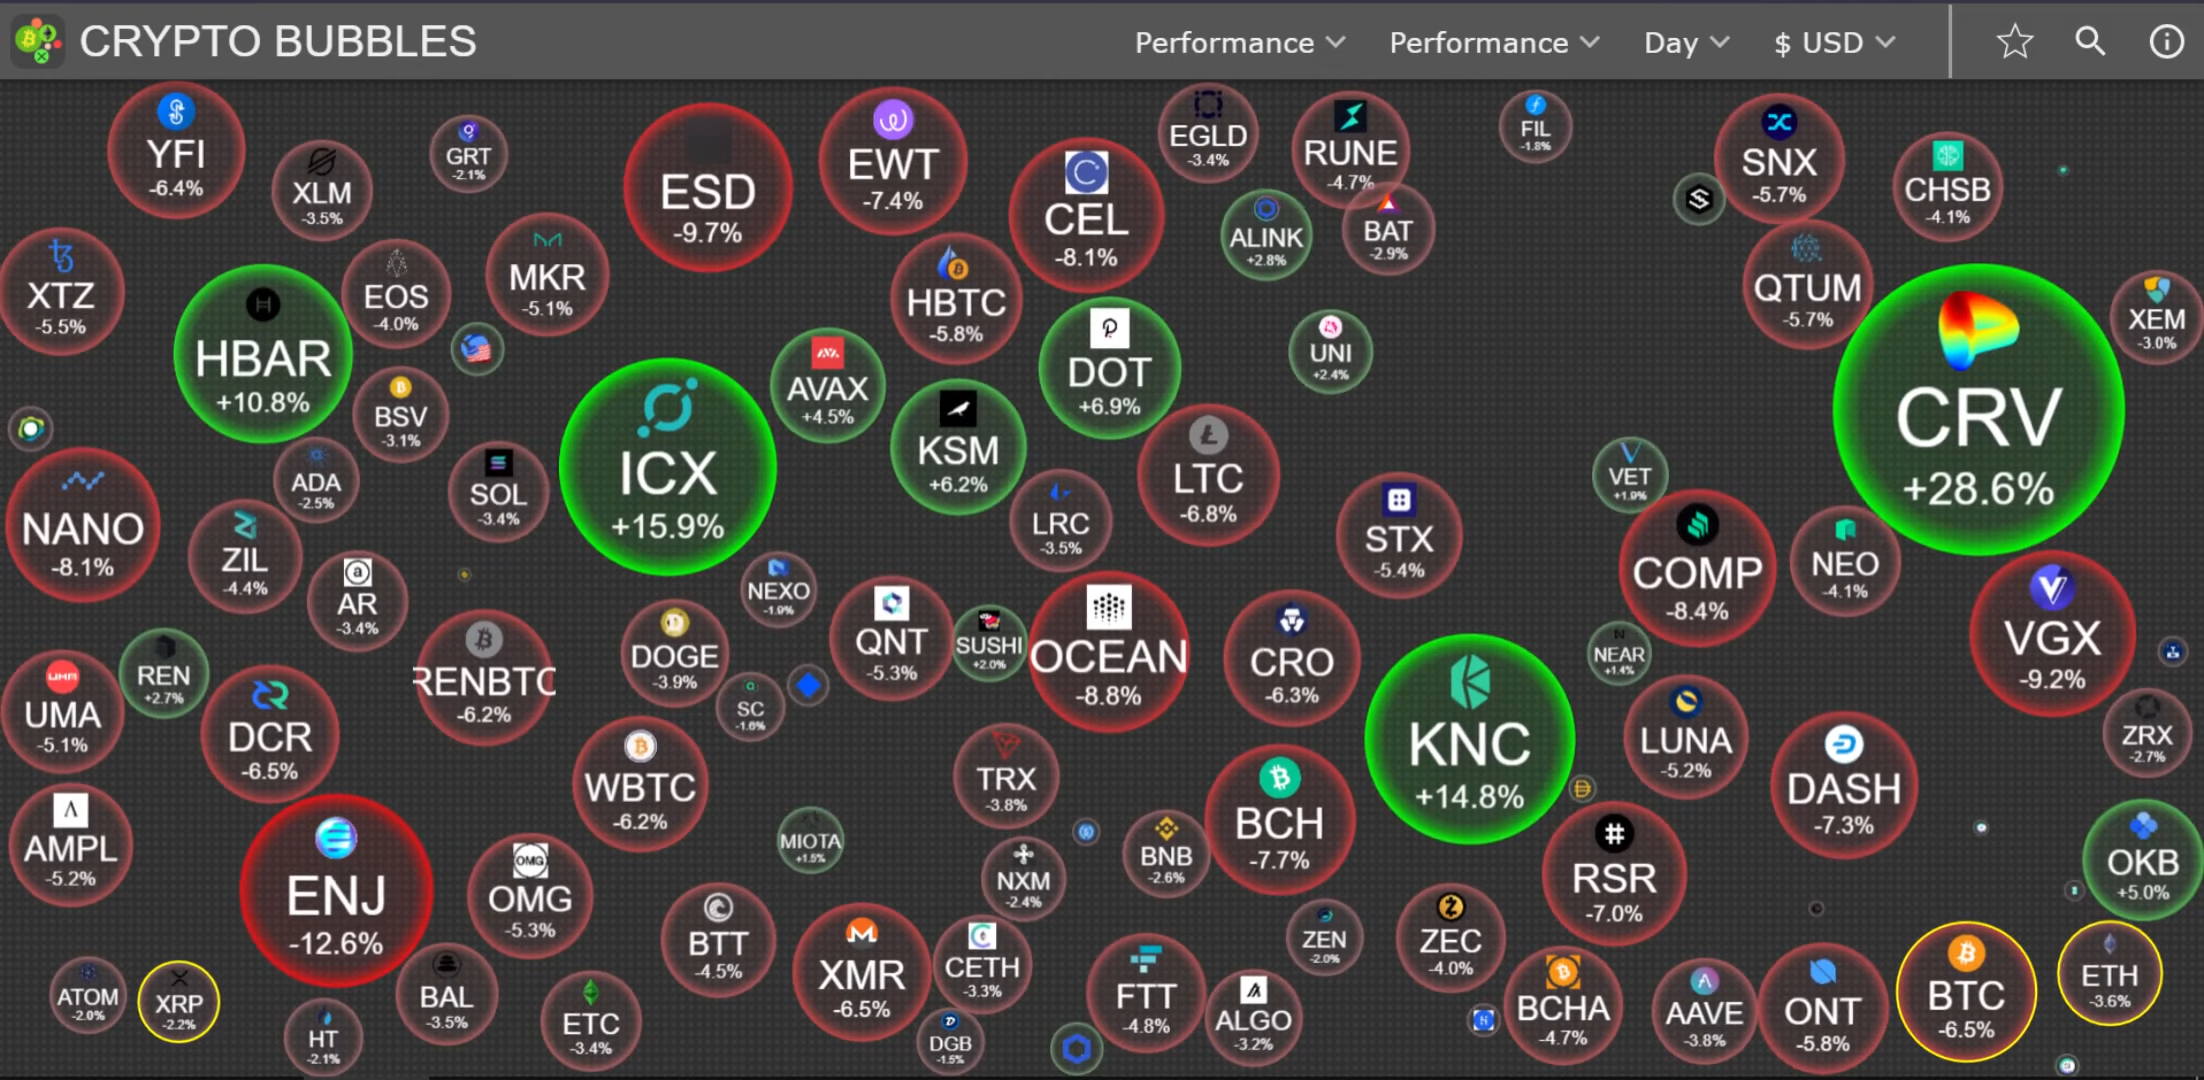 CRYPTO BUBBLES
Performance
Performance
Day
$ USD
YFI
-6.4%
XLM
-3.5%
GRT
-2.1%
ESD
-9.7%
EWT
-7.4%
CEL
-8.1%
EGLD
-3.4%
RUNE
-4.7%
FIL
-1.8%
SNX
-5.7%
CHSB
-4.1%
XTZ
-5.5%
HBAR
+10.8%
EOS
-4.0%
MKR
-5.1%
HBTC
-5.8%
ALINK
+2.8%
BAT
-2.9%
QTUM
-5.7%
XEM
-3.0%
BSV
-3.1%
AVAX
+4.5%
DOT
+6.9%
UNI
+2.4%
CRV
+28.6%
NANO
-8.1%
ADA
-2.5%
SOL
-3.4%
ICX
+15.9%
KSM
+6.2%
LRC
-3.5%
LTC
-6.8%
STX
-5.4%
VET
+1.9%
ZIL
-4.4%
AR
-3.4%
NEXO
-1.9%
COMP
-8.4%
NEO
-4.1%
UMA
-5.1%
REN
+2.7%
DCR
-6.5%
RENBTC
-6.2%
DOGE
-3.9%
SC
-1.6%
QNT
-5.3%
SUSHI
+2.0%
OCEAN
-8.8%
CRO
-6.3%
KNC
+14.8%
NEAR
+1.4%
VGX
-9.2%
LUNA
-5.2%
DASH
-7.3%
ZRX
-2.7%
AMPL
-5.2%
ENJ
-12.6%
OMG
OMG
-5.3%
WBTC
-6.2%
MIOTA
+1.5%
TRX
-3.8%
NXM
-2.4%
BNB
-2.6%
BCH
-7.7%
RSR
-7.0%
OKB
+5.0%
ATOM
-2.0%
XRP
-2.2%
HT
-2.1%
BAL
-3.5%
ETC
-3.4%
BTT
-4.5%
XMR
-6.5%
CETH
-3.3%
DGB
-1.5%
FTT
-4.8%
ALGO
-3.2%
ZEN
-2.0%
ZEC
-4.0%
BCHA
-4.7%
AAVE
-3.8%
ONT
-5.8%
BTC
-6.5%
ETH
-3.6%